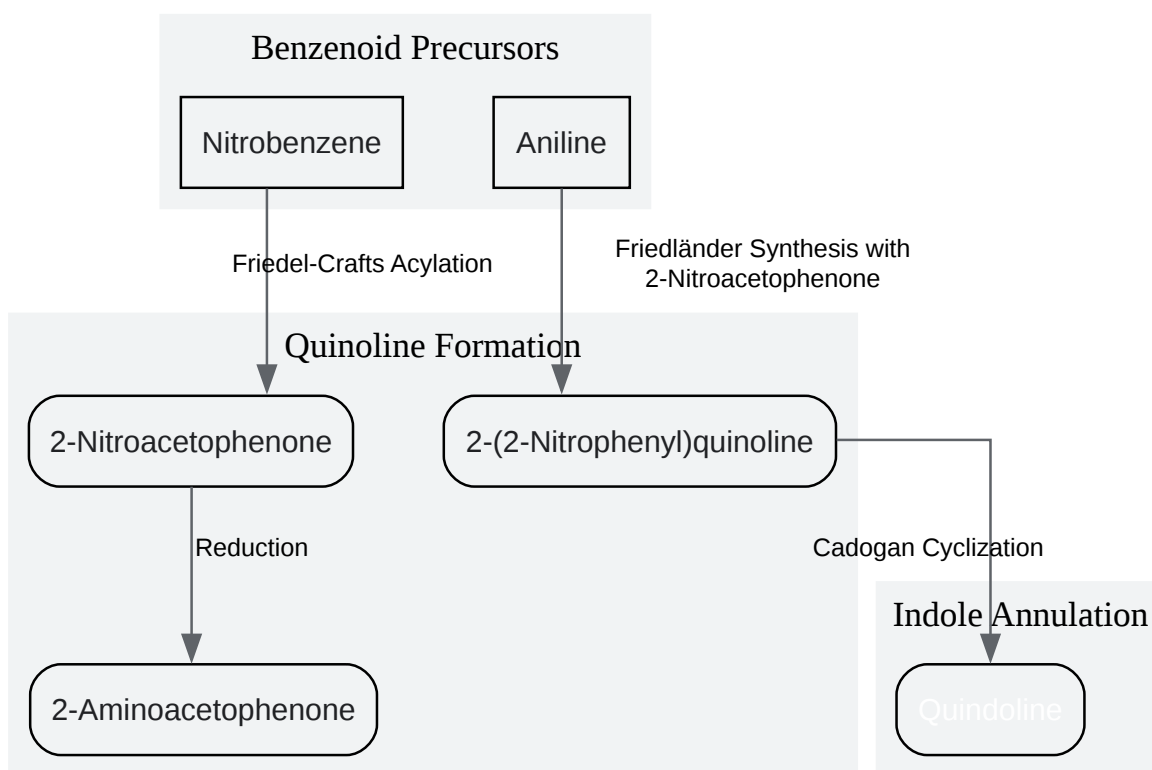 Benzenoid Precursors
Nitrobenzene
Aniline
Friedel-Crafts Acylation
Friedländer Synthesis with
2-Nitroacetophenone
Quinoline Formation
2-Nitroacetophenone
2-(2-Nitrophenyl)quinoline
Reduction
Cadogan Cyclization
Indole Annulation
2-Aminoacetophenone
Quindoline